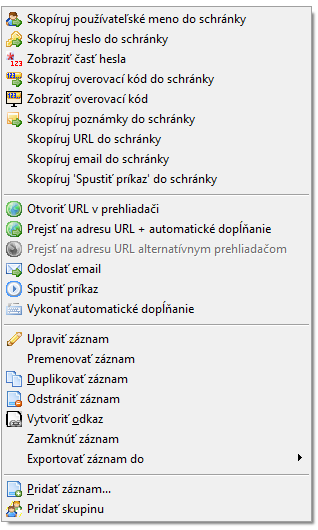 Skopíruj používateľské meno do schránky
Skopíruj heslo do schránky
Zobraziť časť hesla
Skopíruj overovací kód do schránky
Zobraziť overovací kód
Skopíruj poznámky do schránky
Skopíruj URL do schránky
Skopíruj email do schránky
Skopíruj 'Spustiť príkaz' do schránky
Otvoriť URL v prehliadači
Prejsť na adresu URL + automatické dopĺňanie
Prejsť na adresu URL alternatívnym prehliadačom
Odoslať email
Spustiť príkaz
Vykonať automatické dopĺňanie
Upraviť záznam
Premenovať záznam
Duplikovať záznam
Odstrániť záznam
Vytvoriť odkaz
Zamknúť záznam
Exportovať záznam do
Pridať záznam...
Pridať skupinu